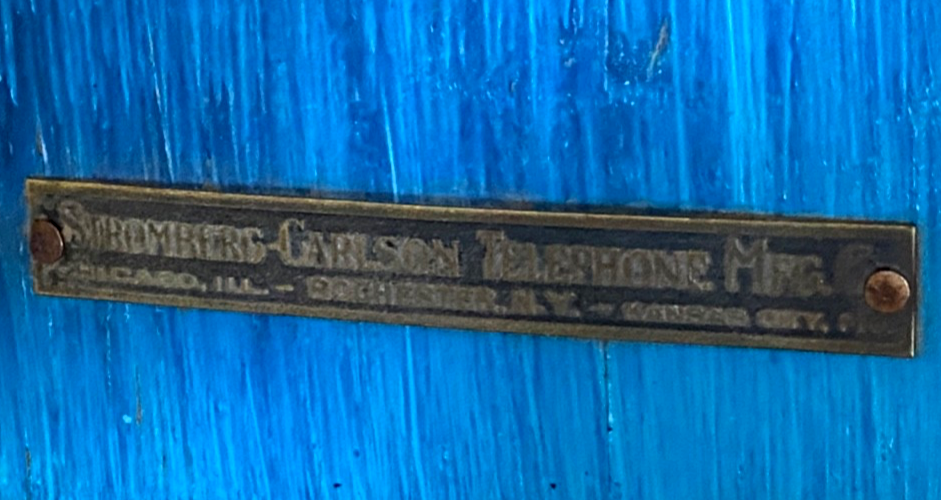 STROMBERG-CARLSON TELEPHONE MFG. C
CHICAGO, ILL. - ROCHESTER, N.Y. - KANSAS CITY,